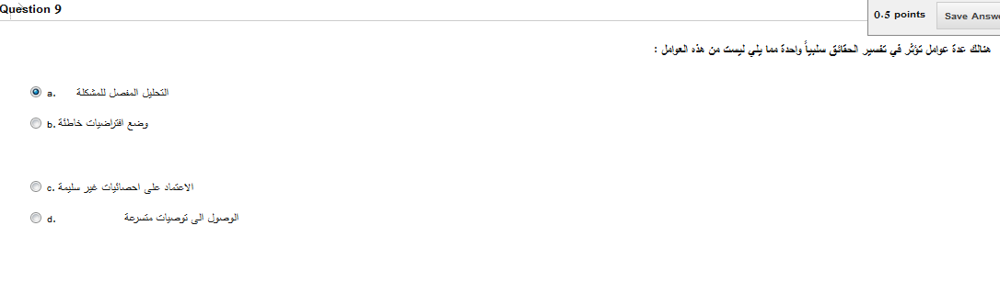 Question 9
0.5 points
Save Answ
هنالك عدة عوامل تؤثر في تفسير الحقائق سلبياً واحدة مما يلي ليست من هذه العوامل :
a. التحليل المفصل للمشكلة
b. وضع افتراضيات خاطئة
c. الاعتماد على احصائيات غير سليمة
d. الوصول الى توصيات متسرعة